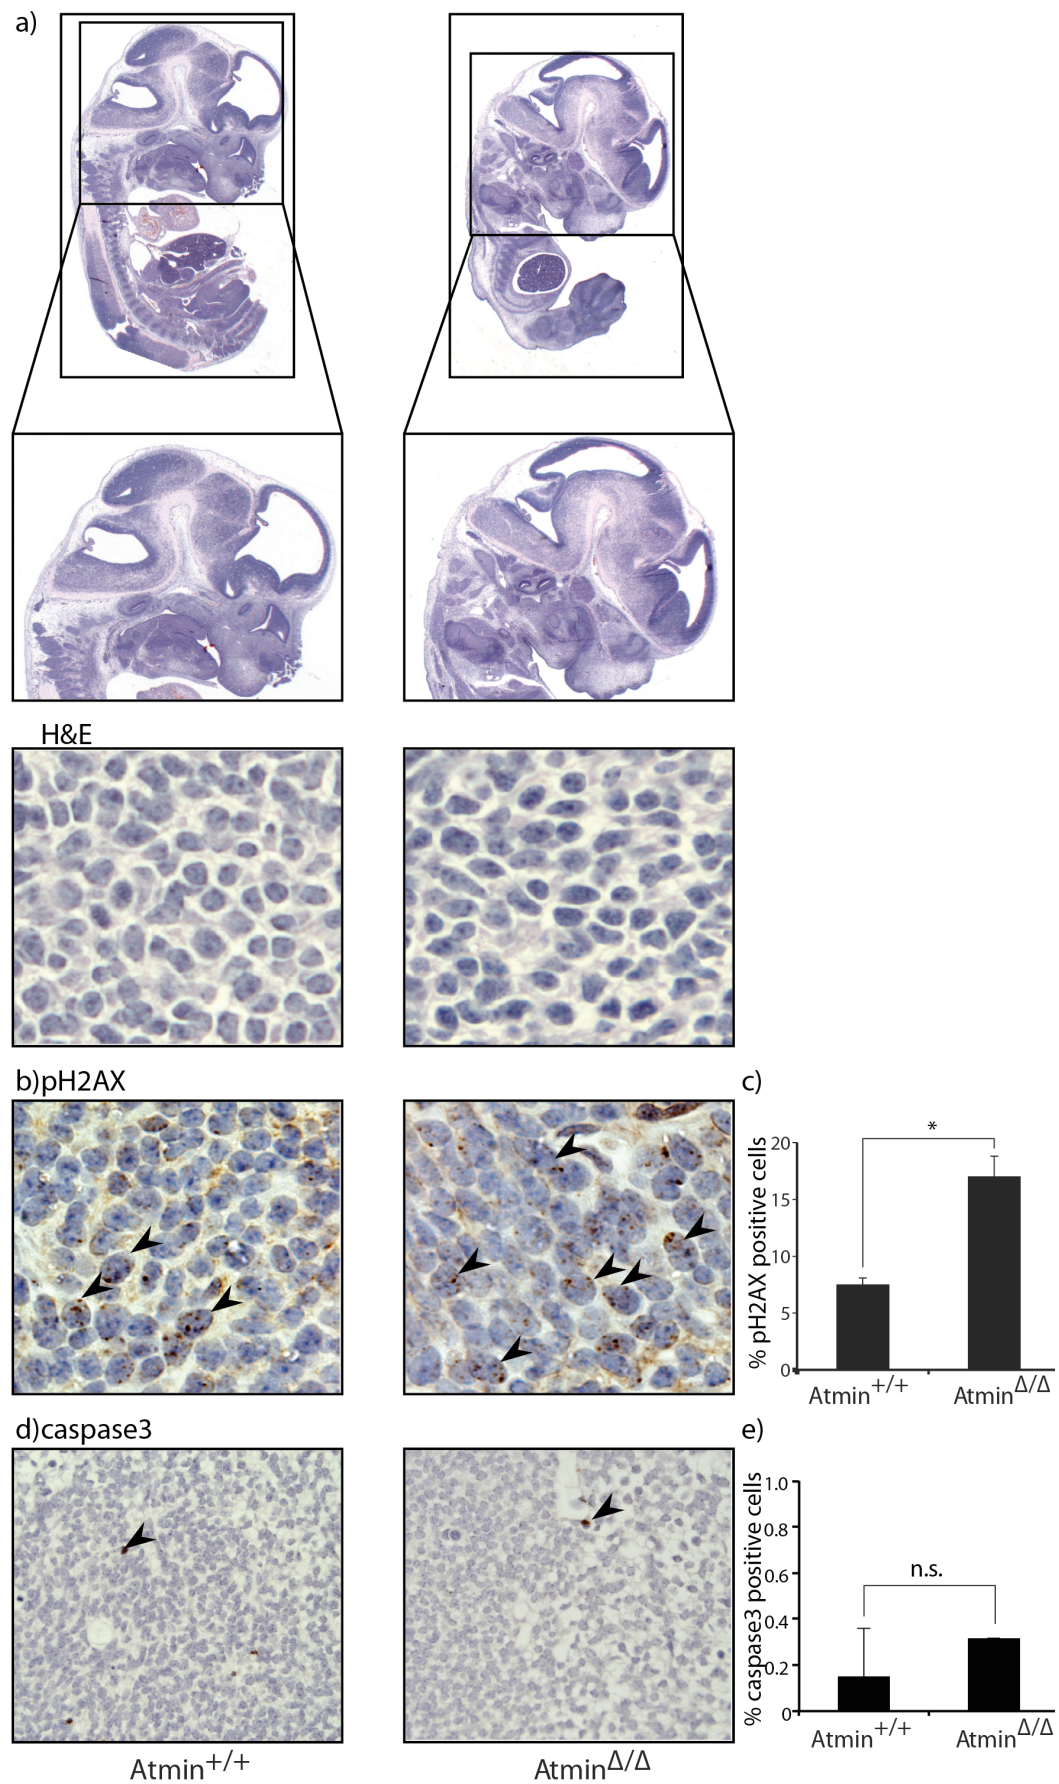 a)
H&E
b)pH2AX
c)
% pH2AX positive cells
20
15
10
5
0
*
Atmin+/+
AtminΔ/Δ
d)caspase3
e)
% caspase3 positive cells
1.0
0.8
0.6
0.4
0.2
0
n.s.
Atmin+/+
AtminΔ/Δ
Atmin+/+
AtminΔ/Δ